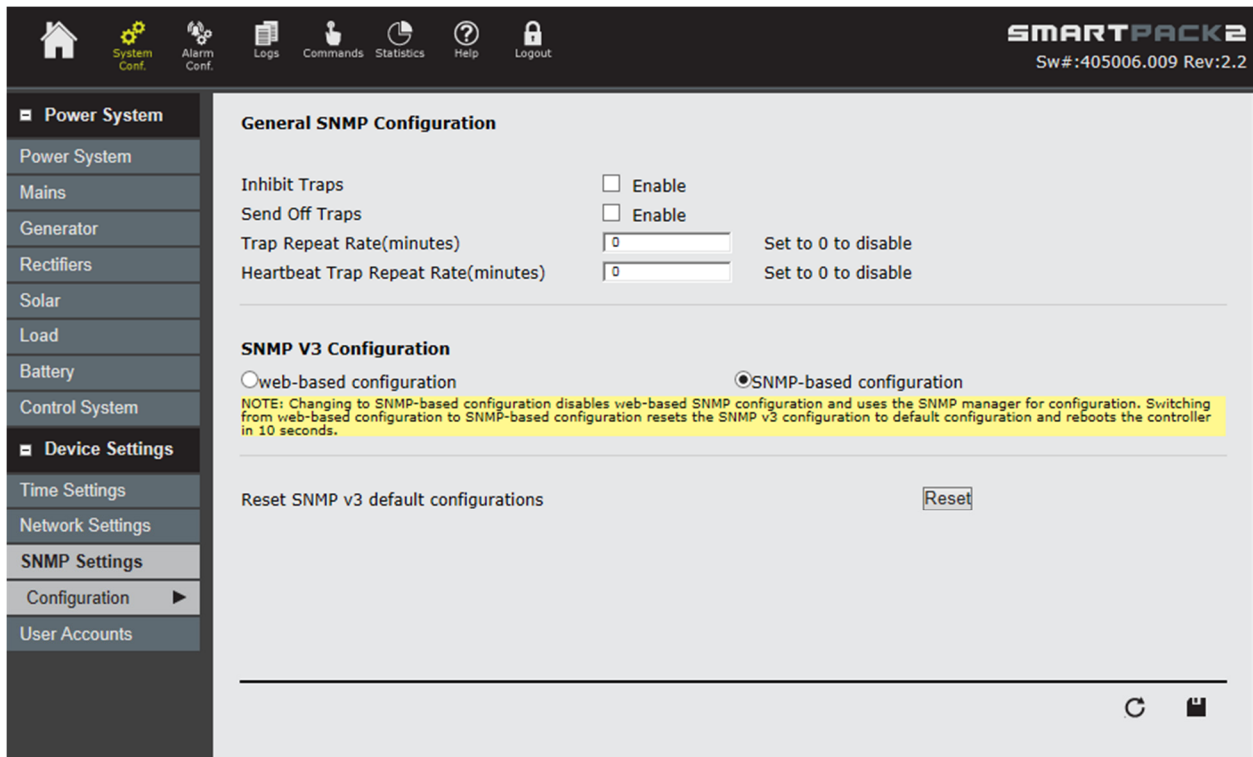 System Conf.
Alarm Conf.
Logs
Commands
Statistics
Help
Logout
SMARTPACK2
Sw#:405006.009 Rev:2.2
Power System
Power System
Mains
Generator
Rectifiers
Solar
Load
Battery
Control System
Device Settings
Time Settings
Network Settings
SNMP Settings
Configuration
User Accounts
General SNMP Configuration
Inhibit Traps Enable
Send Off Traps Enable
Trap Repeat Rate(minutes) 0 Set to 0 to disable
Heartbeat Trap Repeat Rate(minutes) 0 Set to 0 to disable
SNMP V3 Configuration
web-based configuration SNMP-based configuration
NOTE: Changing to SNMP-based configuration disables web-based SNMP configuration and uses the SNMP manager for configuration. Switching
from web-based configuration to SNMP-based configuration resets the SNMP v3 configuration to default configuration and reboots the controller
in 10 seconds.
Reset SNMP v3 default configurations Reset